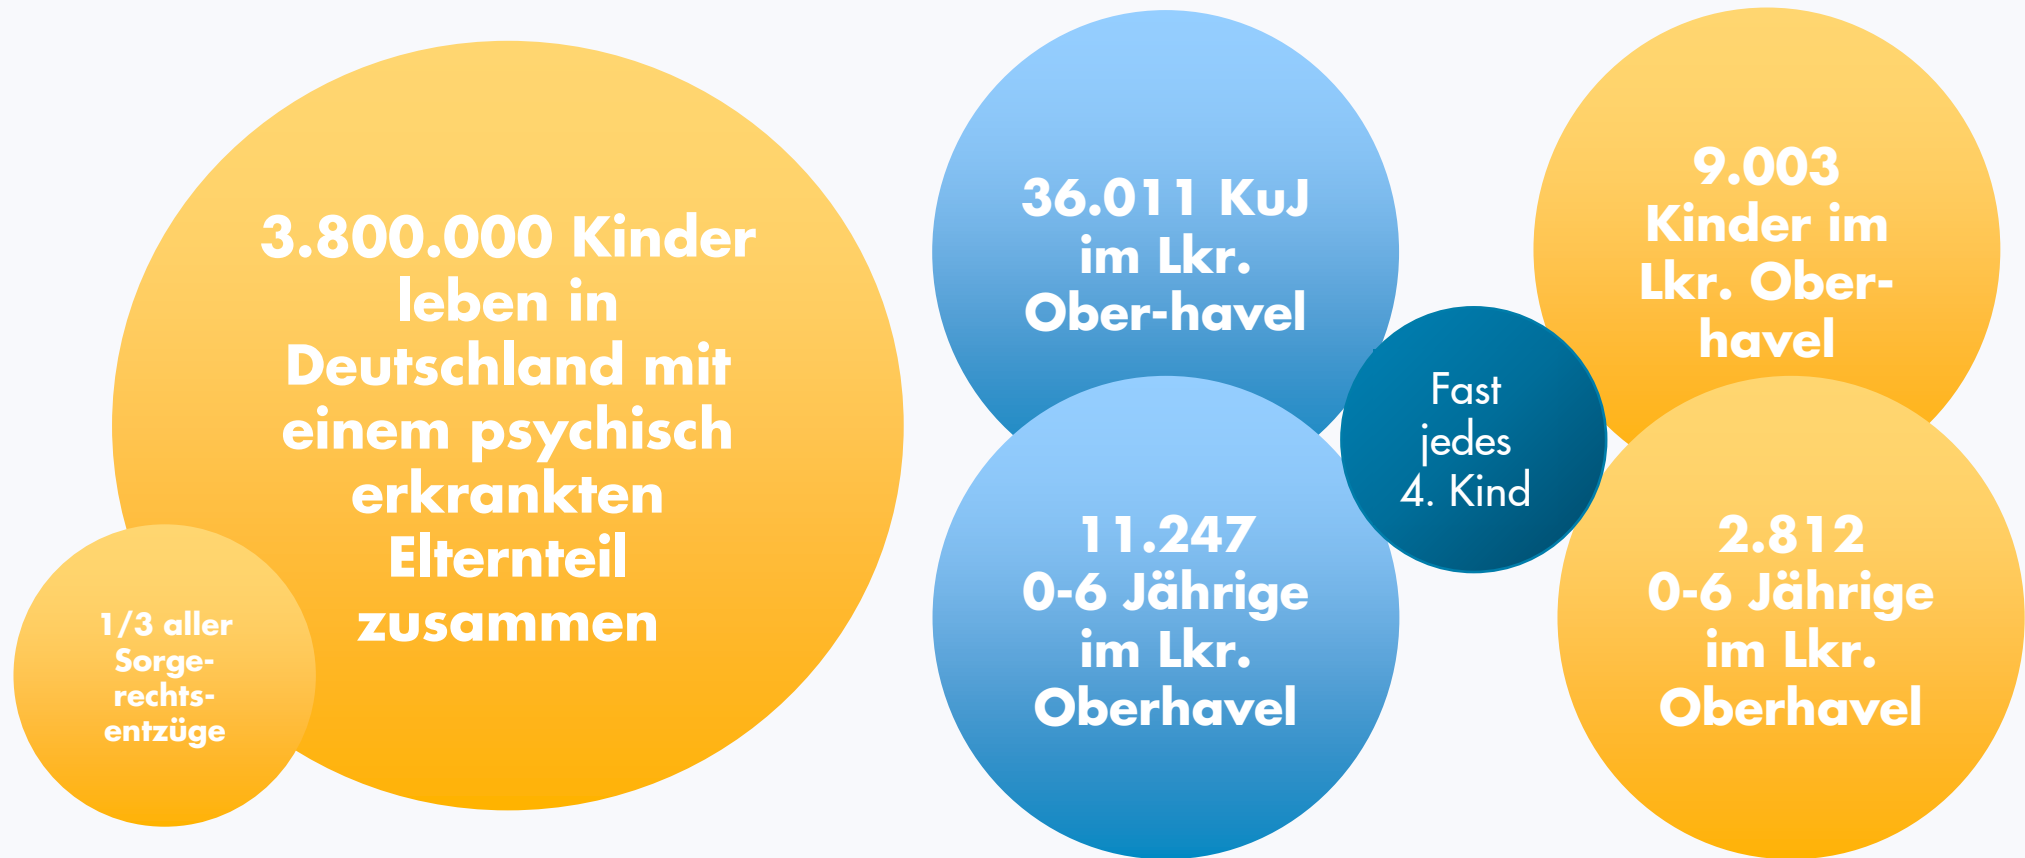 3.800.000 Kinder
leben in
Deutschland mit
einem psychisch
erkrankten
Elternteil
zusammen
1/3 aller
Sorge-
rechts-
entzüge
36.011 KuJ
im Lkr.
Ober-havel
11.247
0-6 Jährige
im Lkr.
Oberhavel
Fast
jedes
4. Kind
9.003
Kinder im
Lkr. Ober-
havel
2.812
0-6 Jährige
im Lkr.
Oberhavel